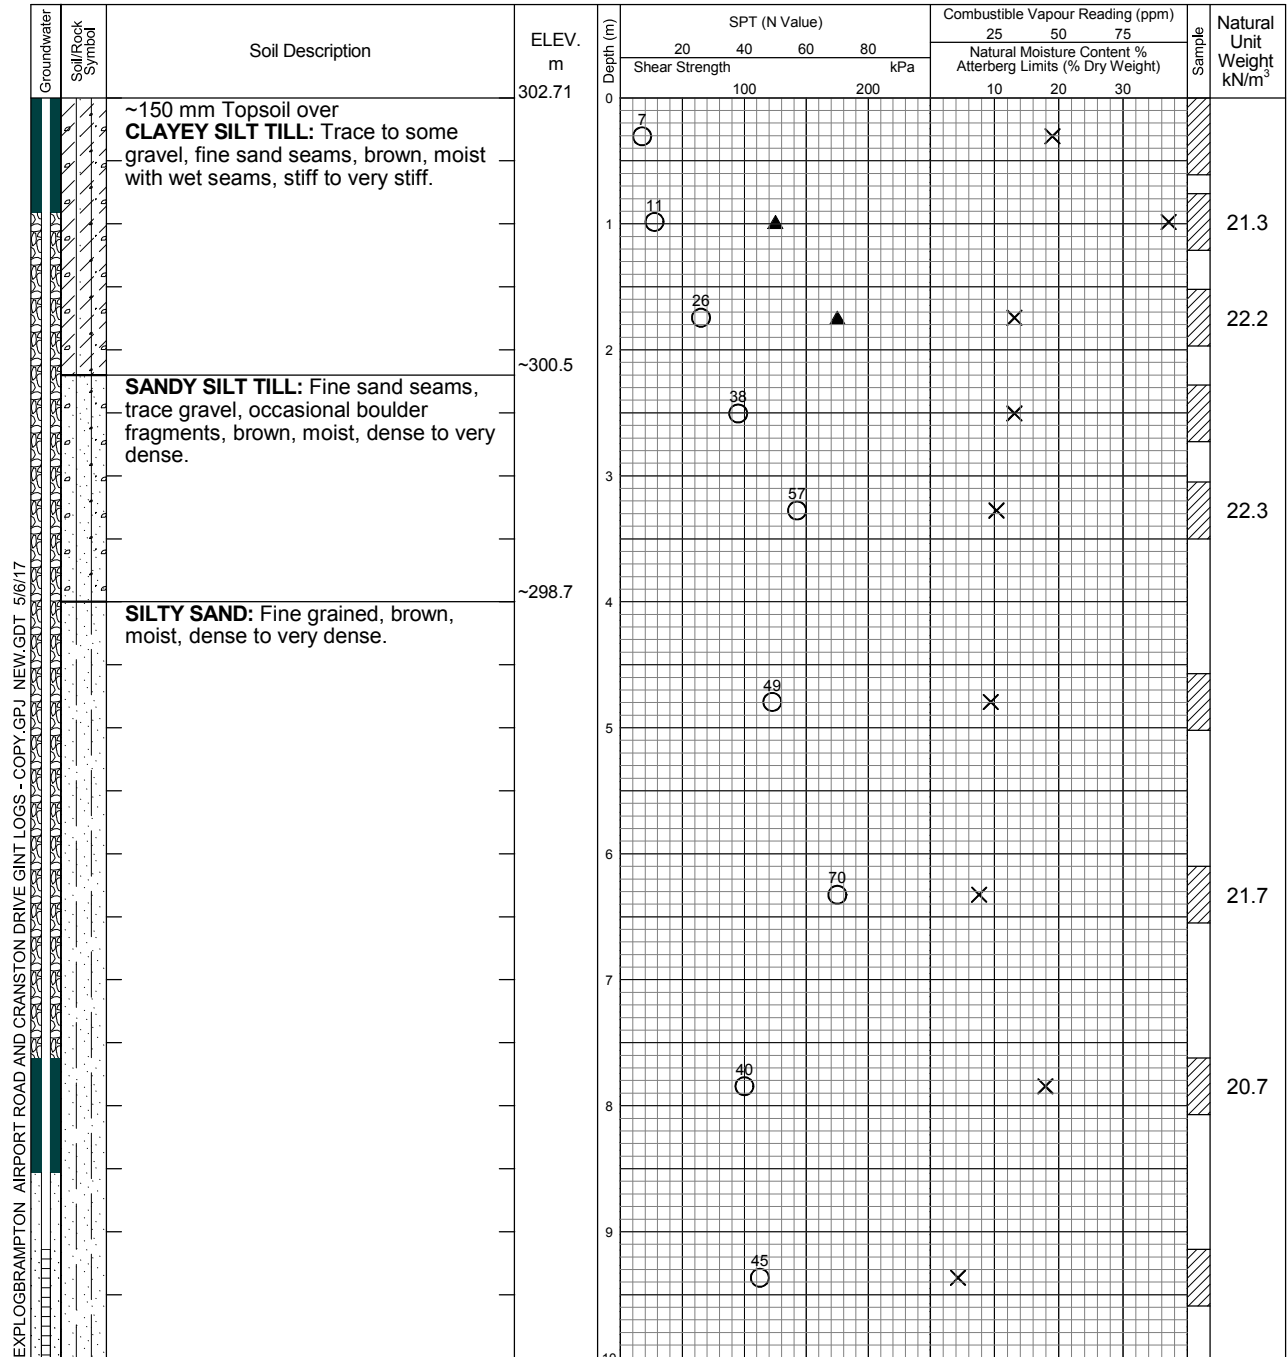 Groundwater
Soil/Rock
Symbol
Soil Description
ELEV.
m
302.71
Depth (m)
SPT (N Value)
20 40 60 80
Shear Strength kPa
100 200
Combustible Vapour Reading (ppm)
25 50 75
Natural Moisture Content %
Atterberg Limits (% Dry Weight)
10 20 30
Sample
Natural
Unit
Weight
kN/m³
0
~150 mm Topsoil over
CLAYEY SILT TILL: Trace to some
gravel, fine sand seams, brown, moist
with wet seams, stiff to very stiff.
7
11
1
21.3
26
22.2
2
~300.5
SANDY SILT TILL: Fine sand seams,
trace gravel, occasional boulder
fragments, brown, moist, dense to very
dense.
38
3
57
22.3
~298.7
4
SILTY SAND: Fine grained, brown,
moist, dense to very dense.
49
5
6
70
21.7
7
40
20.7
8
9
45
10
EXPLOGBRAMPTON AIRPORT ROAD AND CRANSTON DRIVE GINT LOGS - COPY.GPJ NEW.GDT 5/6/17